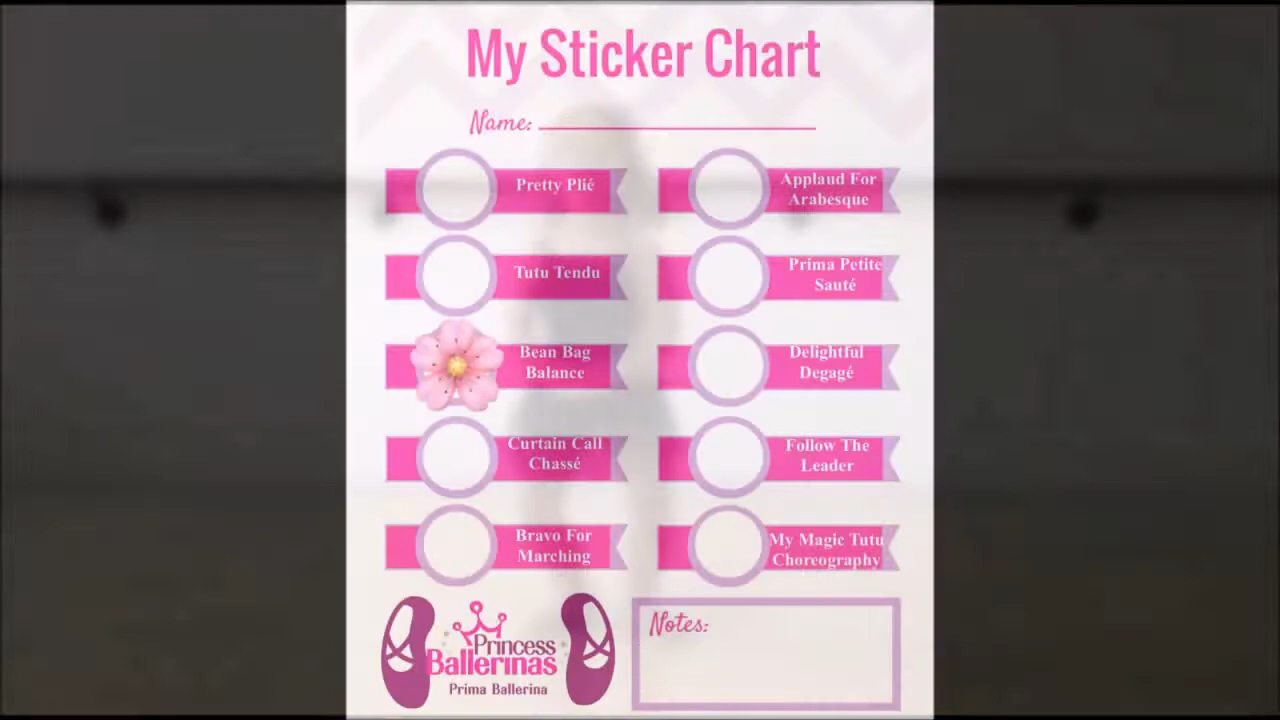 My Sticker Chart
Name:
Pretty Plié
Tutu Tendu
Bean Bag
Balance
Curtain Call
Chassé
Bravo For
Marching
Applaud For
Arabesque
Prima Petite
Sauté
Delightful
Degagé
Follow The
Leader
My Magic Tutu
Choreography
Princess
Ballerinas
Prima Ballerina
Notes: